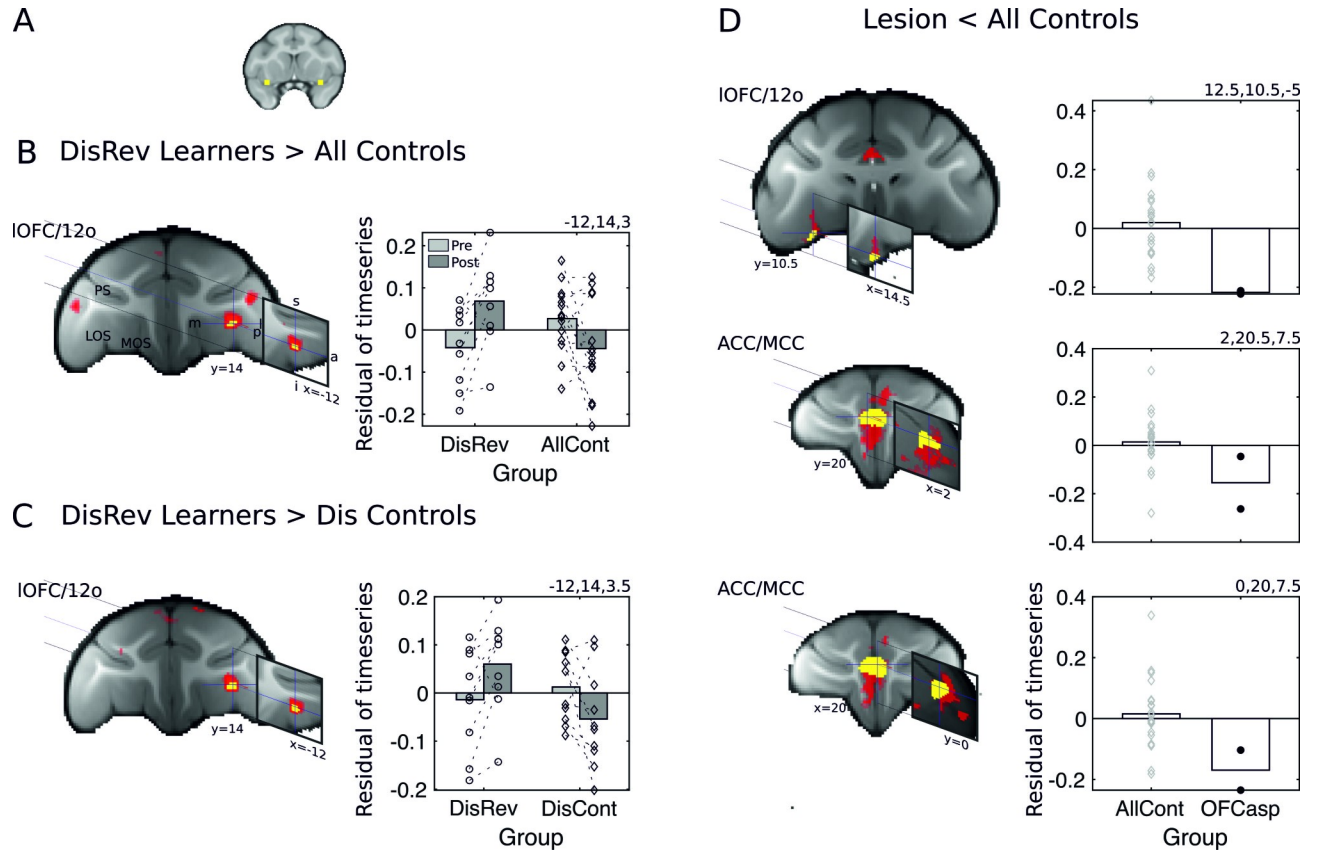 A
B DisRev Learners > All Controls
lOFC/12o
PS
LOS
MOS
m
l
s
p
a
i
y=14
x=-12
-12,14,3
Pre
Post
0.2
0.1
0
-0.1
-0.2
Residual of timeseries
DisRev AllCont
Group
C DisRev Learners > Dis Controls
lOFC/12o
y=14
x=-12
-12,14,3.5
0.2
0.1
0
-0.1
-0.2
Residual of timeseries
DisRev DisCont
Group
D Lesion < All Controls
lOFC/12o
y=10.5
x=14.5
12.5,10.5,-5
0.4
0.2
0
-0.2
ACC/MCC
y=20
x=2
2,20.5,7.5
0.4
0.2
0
-0.2
-0.4
ACC/MCC
x=20
y=0
0,20,7.5
0.4
0.2
0
-0.2
Residual of timeseries
AllCont OFCasp
Group